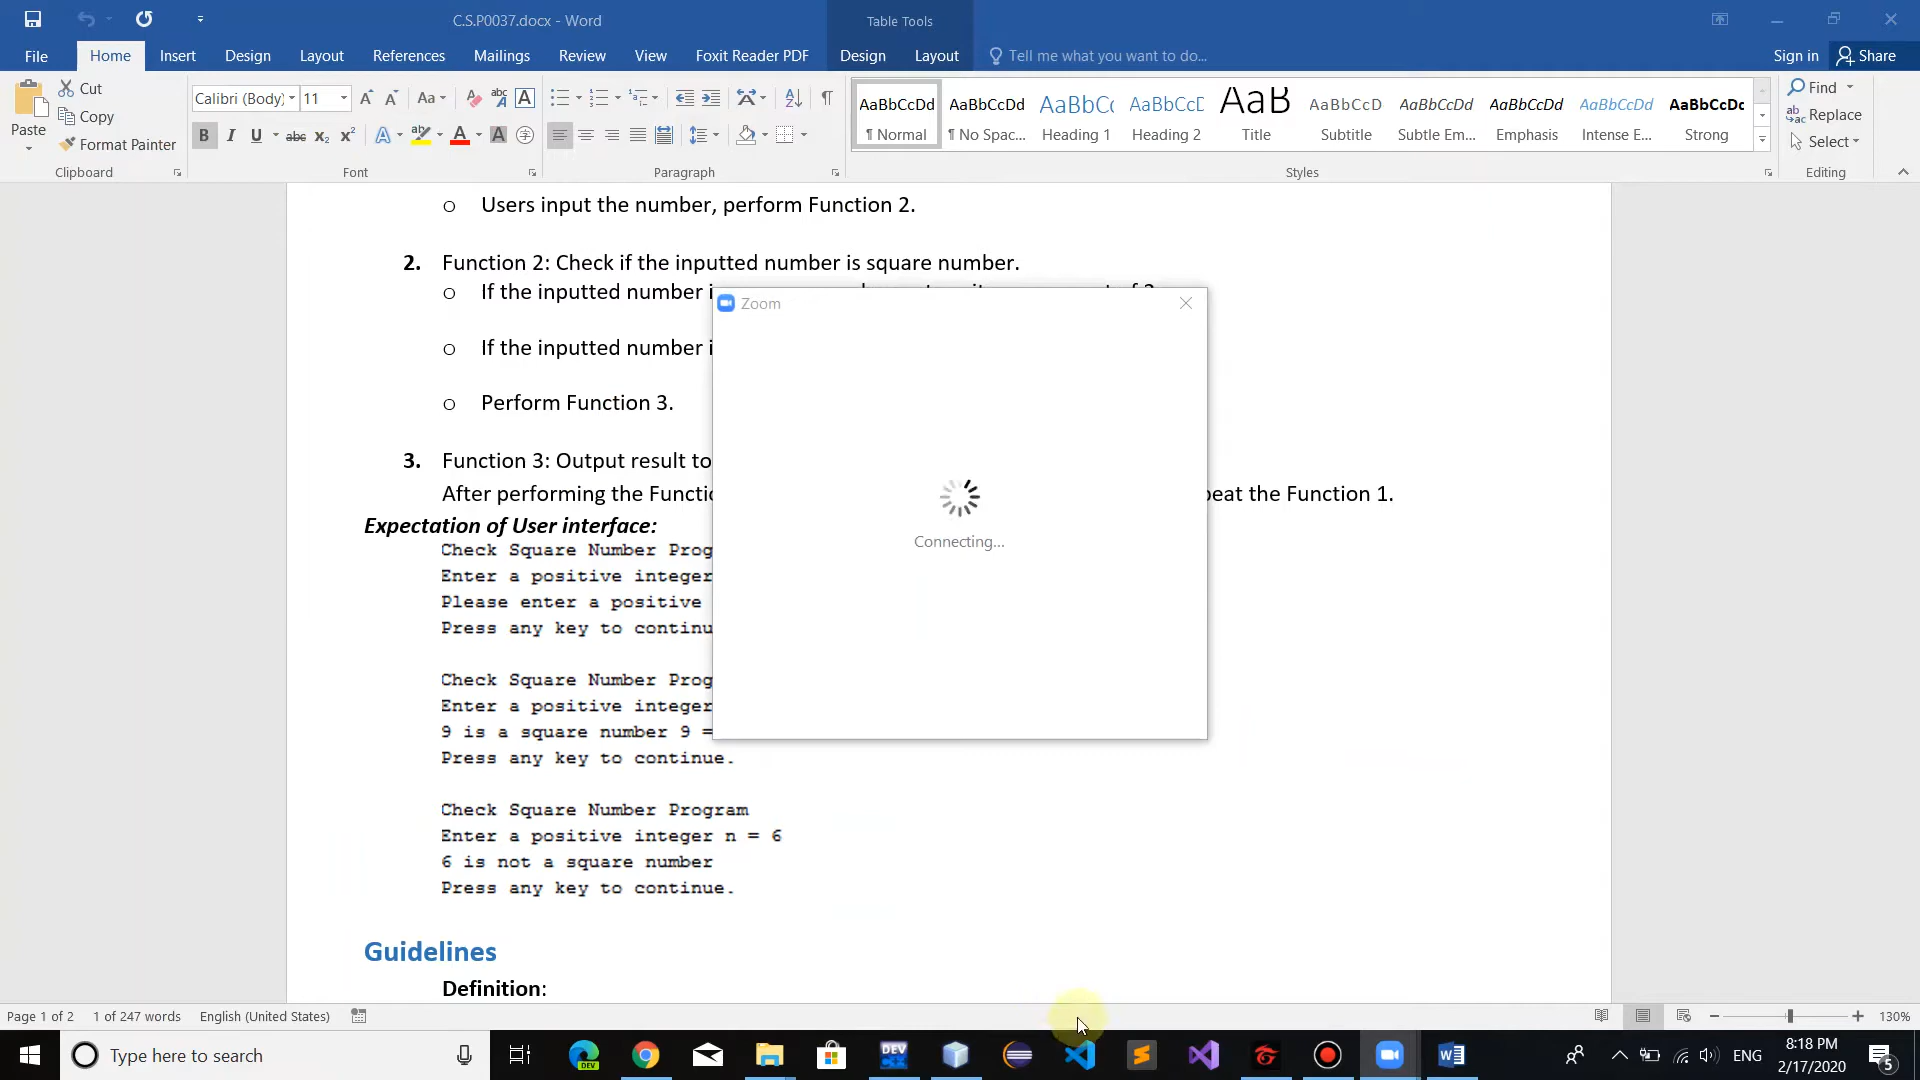 C.S.P0037.docx - Word
Table Tools
File
Home
Insert
Design
Layout
References
Mailings
Review
View
Foxit Reader PDF
Design
Layout
Tell me what you want to do...
Sign in
Share
Paste
Cut
Copy
Format Painter
Clipboard
Calibri (Body)
11
Font
Paragraph
AaBbCcDd
¶ Normal
AaBbCcDd
¶ No Spac...
AaBbC
Heading 1
AaBbCcD
Heading 2
AaB
Title
AaBbCcD
Subtitle
AaBbCcDd
Subtle Em...
AaBbCcDd
Emphasis
AaBbCcDd
Intense E...
AaBbCcDc
Strong
Styles
Find
Replace
Select
Editing
o Users input the number, perform Function 2.
2. Function 2: Check if the inputted number is square number.
o If the inputted number i
o If the inputted number i
o Perform Function 3.
3. Function 3: Output result to
After performing the Functio
peat the Function 1.
Expectation of User interface:
Check Square Number Prog
Enter a positive integer
Please enter a positive
Press any key to continu
Check Square Number Prog
Enter a positive integer
9 is a square number 9 =
Press any key to continue.
Check Square Number Program
Enter a positive integer n = 6
6 is not a square number
Press any key to continue.
Guidelines
Definition:
Zoom
Connecting...
Page 1 of 2
1 of 247 words
English (United States)
130%
Type here to search
DEV
DEV
ENG
8:18 PM
2/17/2020
5